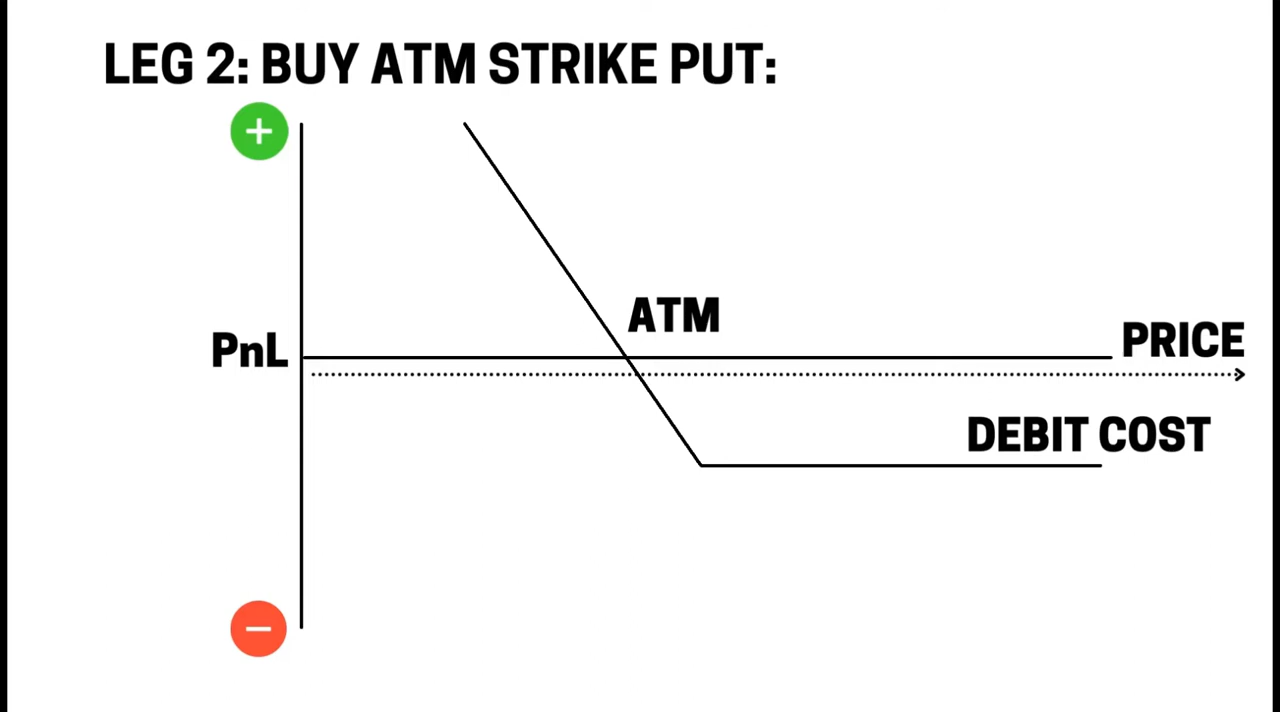 LEG 2: BUY ATM STRIKE PUT:
ATM
PnL
PRICE
DEBIT COST